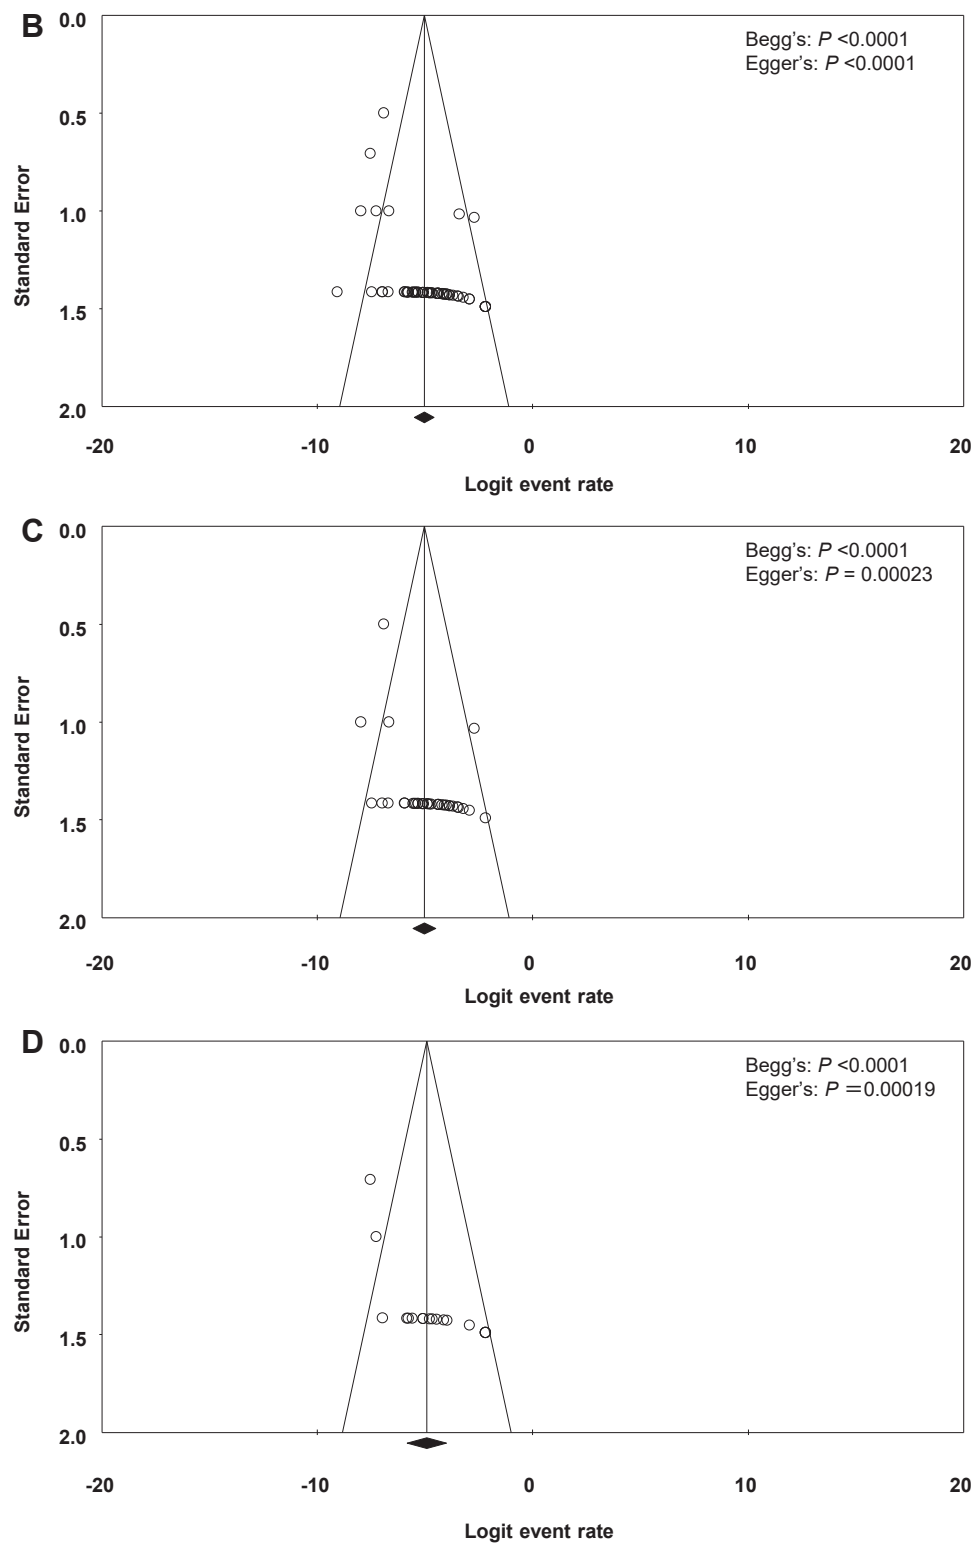 B
Begg’s: P <0.0001
Egger’s: P <0.0001
Standard Error
0.0
0.5
1.0
1.5
2.0
-20 -10 0 10 20
Logit event rate
C
Begg’s: P <0.0001
Egger’s: P = 0.00023
Standard Error
0.0
0.5
1.0
1.5
2.0
-20 -10 0 10 20
Logit event rate
D
Begg’s: P <0.0001
Egger’s: P =0.00019
Standard Error
0.0
0.5
1.0
1.5
2.0
-20 -10 0 10 20
Logit event rate